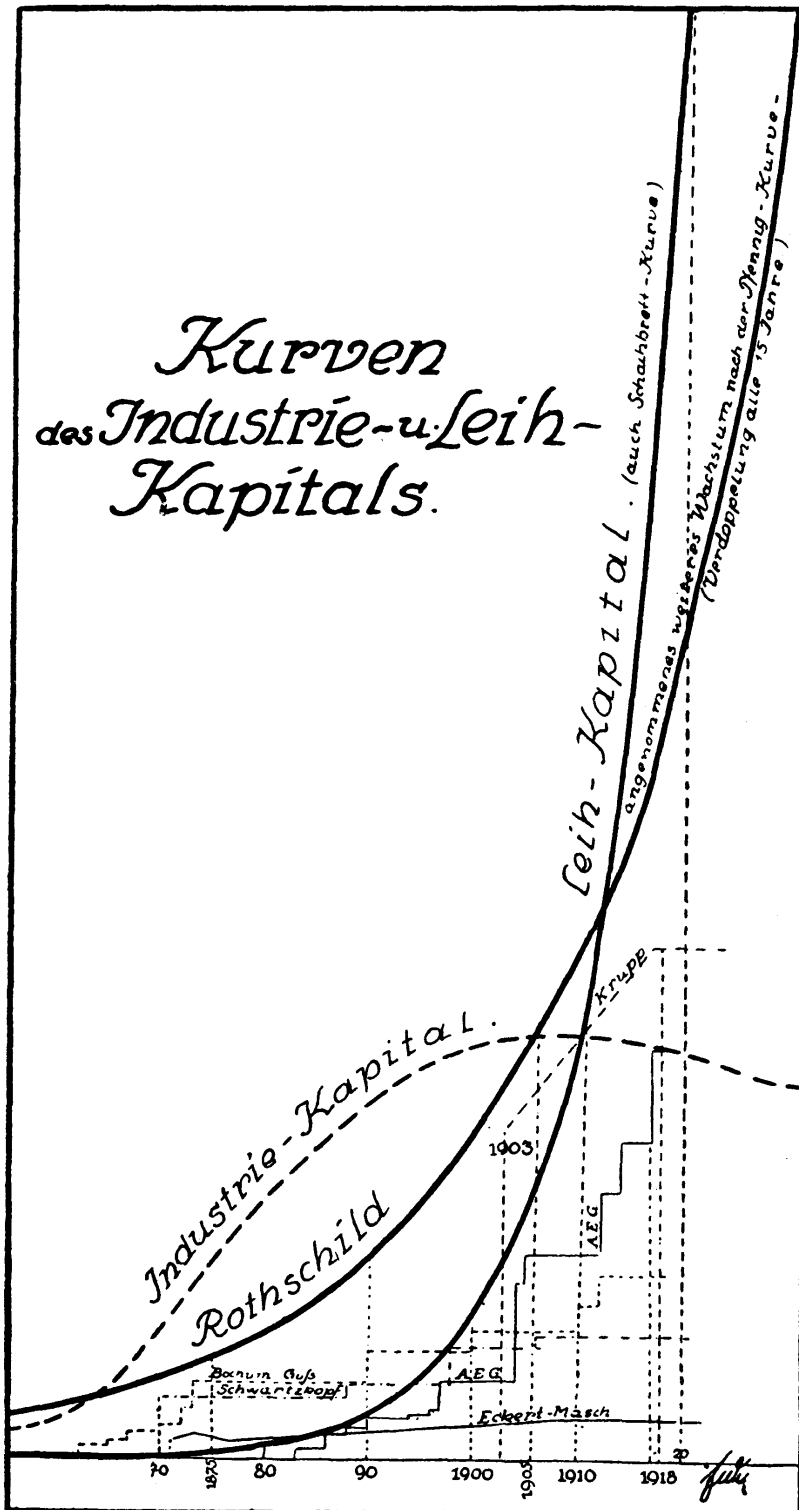 Kurven
des Industrie-u. Leih-
Kapitals.
Leih-Kapital. (auch Schachbrett-Kurve)
angenommenes weiteres Wachstum nach der Pfennig-Kurve-
(Verdoppelung alle 15 Jahre)
Krupp
Industrie-Kapital.
1903
Rothschild
AEG
Bochum Guß
Schwartzkopf
AEG
Eckert-Masch
70
1875
80
90
1900
1905
1910
1918
20